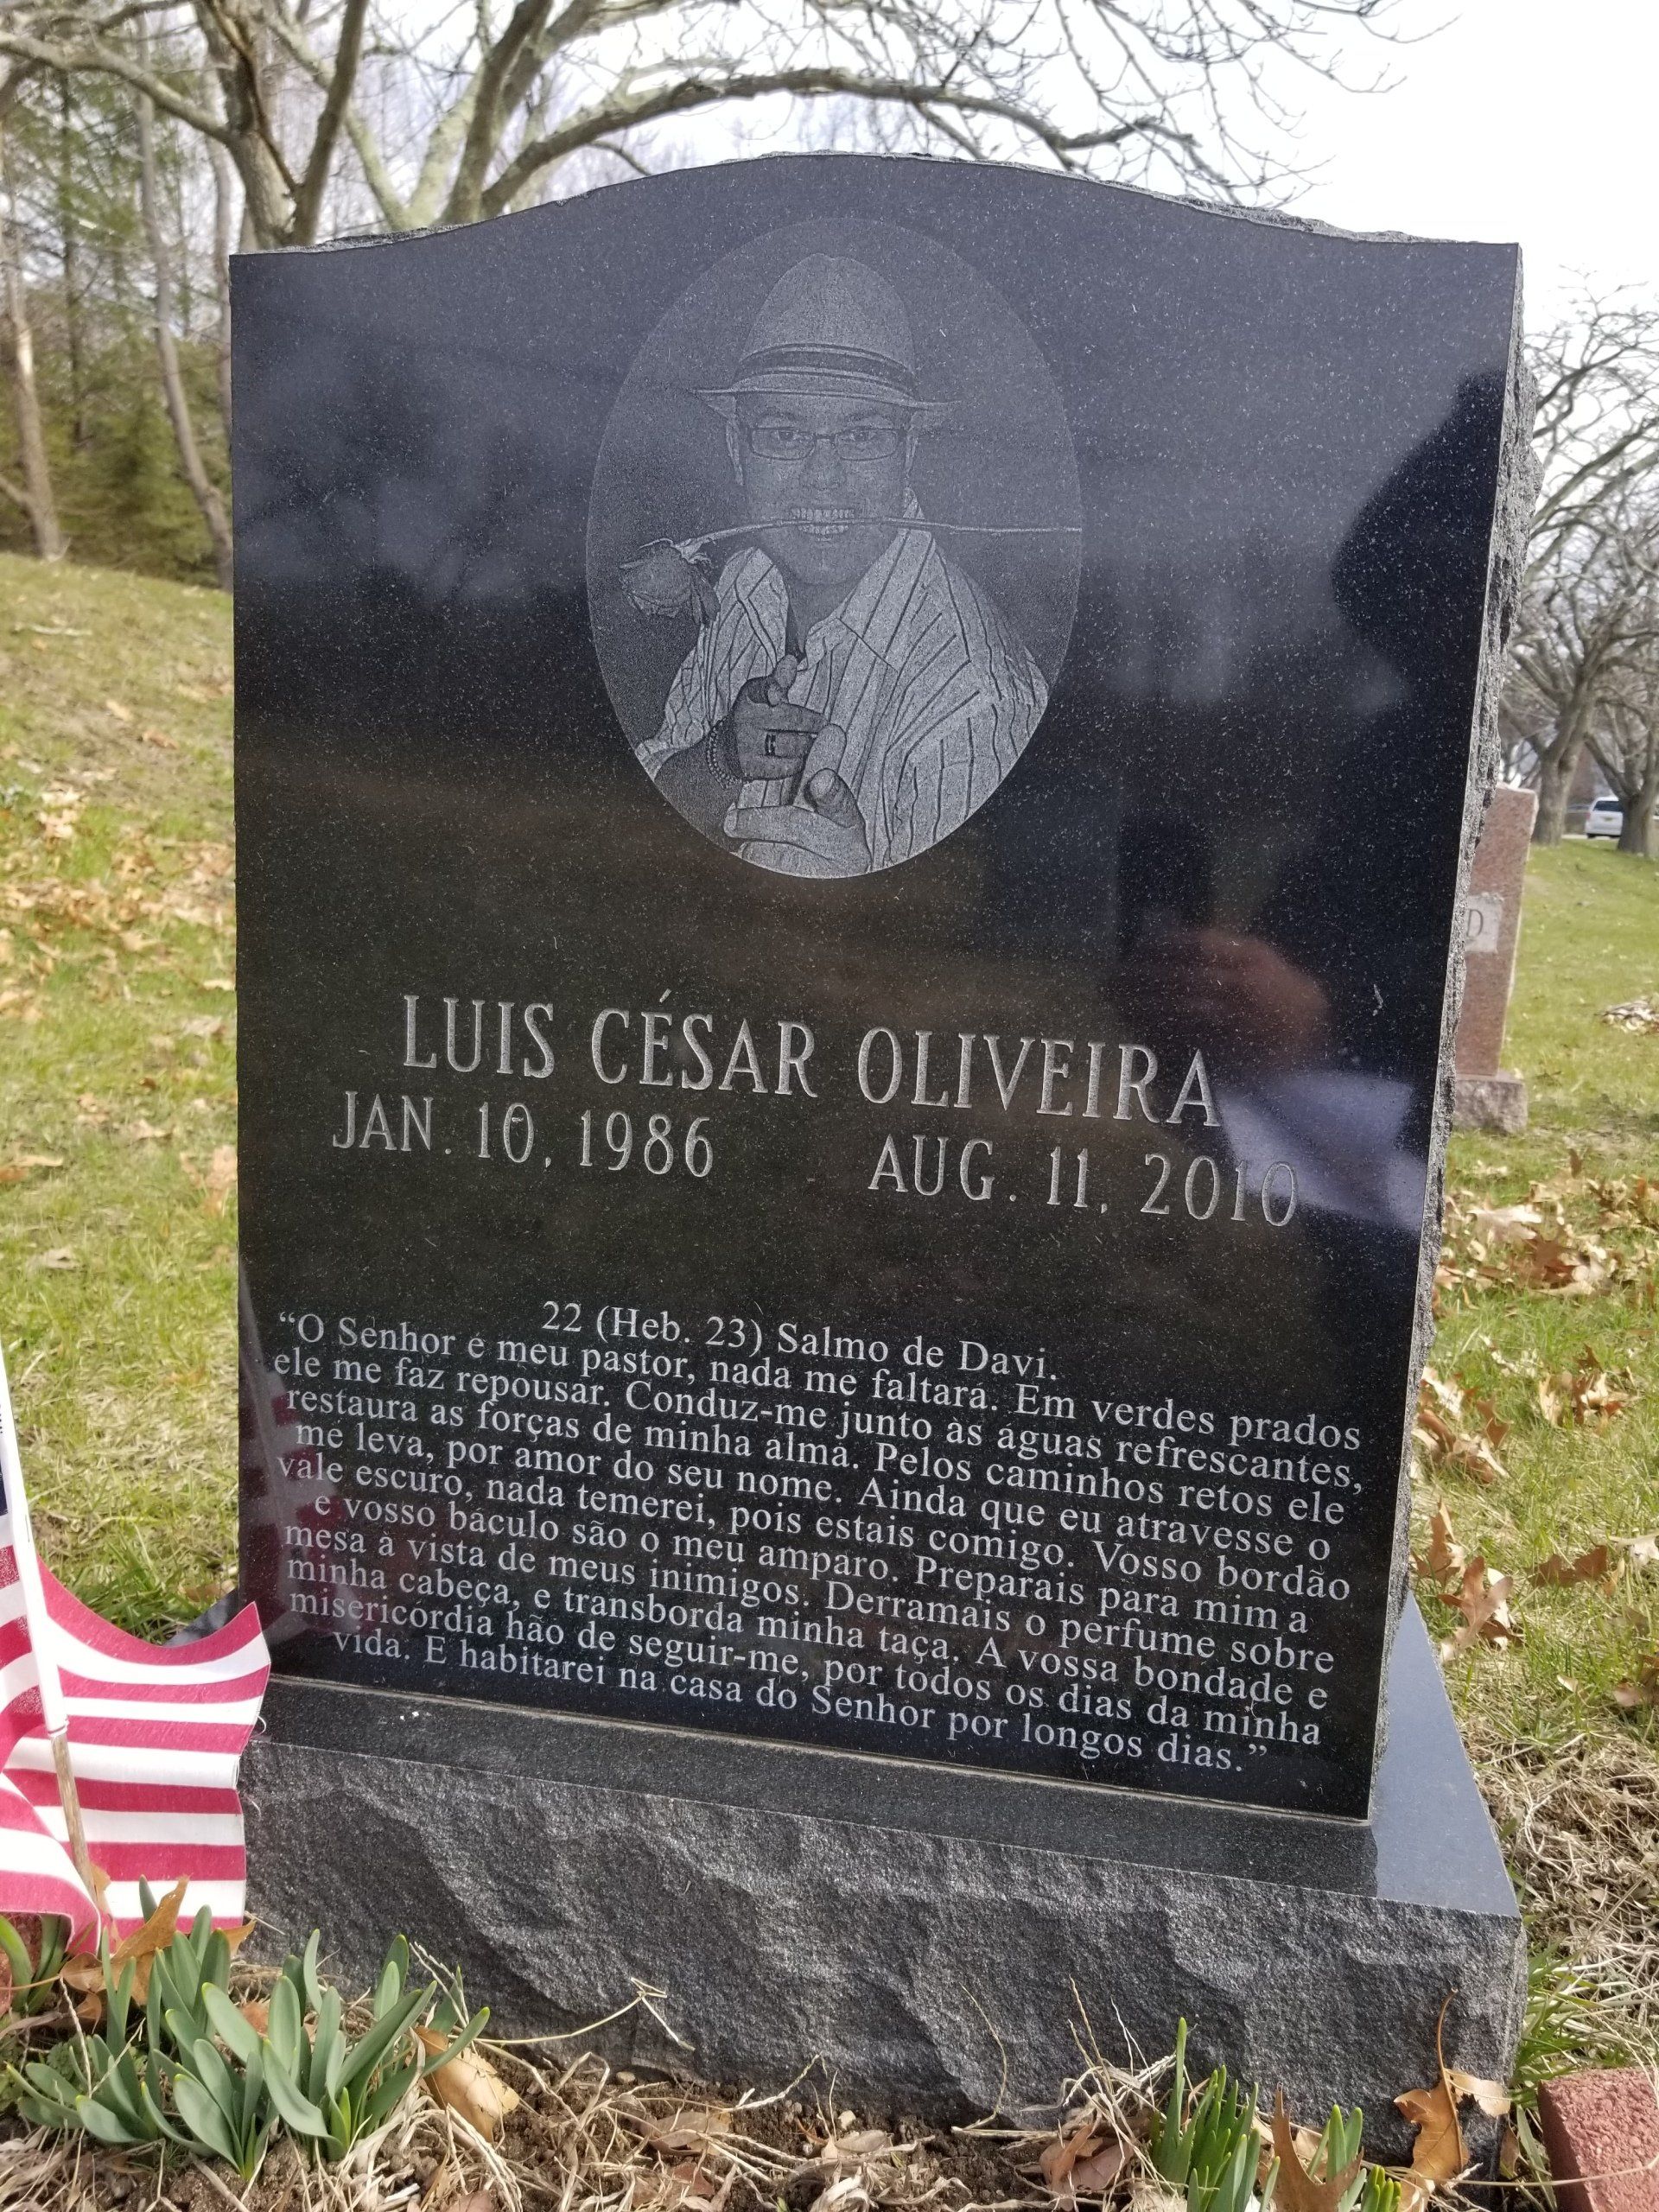 LUIS CÉSAR OLIVEIRA
JAN. 10, 1986 AUG. 11, 2010
22 (Heb. 23) Salmo de Davi.
“O Senhor é meu pastor, nada me faltara. Em verdes prados
ele me faz repousar. Conduz-me junto às águas refrescantes,
restaura as forças de minha alma. Pelos caminhos retos ele
me leva, por amor do seu nome. Ainda que eu atravesse o
vale escuro, nada temerei, pois estais comigo. Vosso bordão
e vosso báculo são o meu amparo. Preparais para mim a
mesa à vista de meus inimigos. Derramais o perfume sobre
minha cabeça, e transborda minha taça. A vossa bondade e
misericórdia hão de seguir-me, por todos os dias da minha
vida. E habitarei na casa do Senhor por longos dias.”